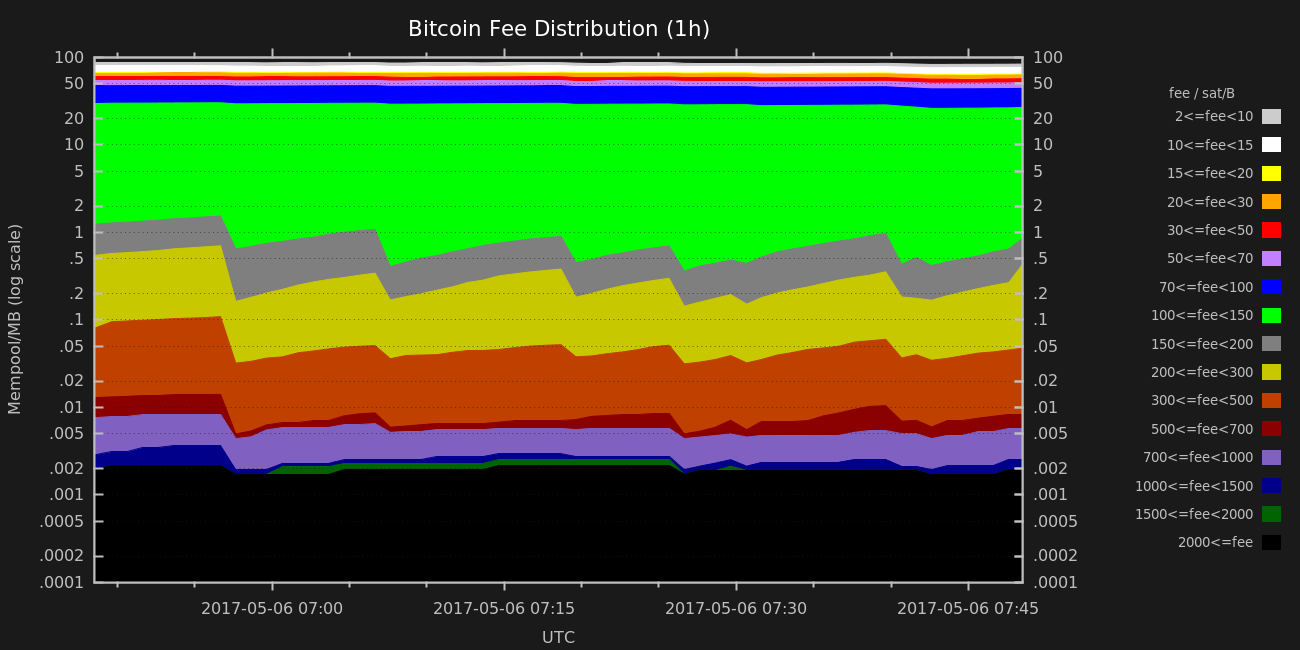 Bitcoin Fee Distribution (1h)
100
50
20
10
5
2
1
.5
.2
.1
.05
.02
.01
.005
.002
.001
.0005
.0002
.0001
Mempool/MB (log scale)
100
50
20
10
5
2
1
.5
.2
.1
.05
.02
.01
.005
.002
.001
.0005
.0002
.0001
2017-05-06 07:00
2017-05-06 07:15
2017-05-06 07:30
2017-05-06 07:45
UTC
fee / sat/B
2<=fee<10
10<=fee<15
15<=fee<20
20<=fee<30
30<=fee<50
50<=fee<70
70<=fee<100
100<=fee<150
150<=fee<200
200<=fee<300
300<=fee<500
500<=fee<700
700<=fee<1000
1000<=fee<1500
1500<=fee<2000
2000<=fee